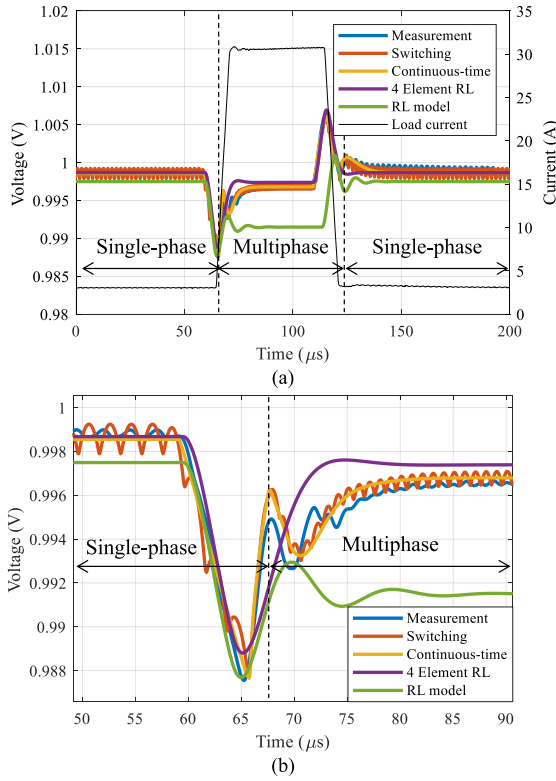 1.02
1.015
1.01
1.005
1
0.995
0.99
0.985
0.98
Voltage (V)
35
30
25
20
15
10
5
0
Current (A)
Measurement
Switching
Continuous-time
4 Element RL
RL model
Load current
Single-phase
Multiphase
Single-phase
0
50
100
150
200
Time (μs)
(a)
1
0.998
0.996
0.994
0.992
0.99
0.988
Voltage (V)
Single-phase
Multiphase
Measurement
Switching
Continuous-time
4 Element RL
RL model
50
55
60
65
70
75
80
85
90
Time (μs)
(b)